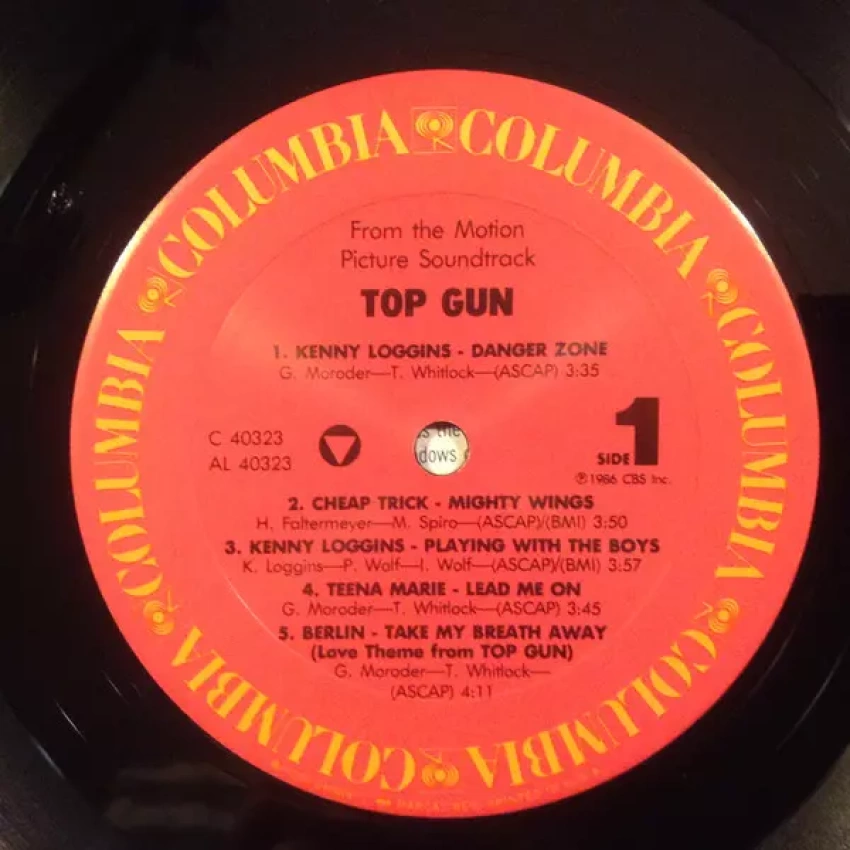 COLUMBIA COLUMBIA COLUMBIA COLUMBIA COLUMBIA COLUMBIA
From the Motion
Picture Soundtrack
TOP GUN
1. KENNY LOGGINS - DANGER ZONE
G. Moroder—T. Whitlock—(ASCAP) 3:35
C 40323
AL 40323
dows
SIDE 1
℗1986 CBS Inc.
2. CHEAP TRICK - MIGHTY WINGS
H. Faltermeyer—M. Spiro—(ASCAP)/(BMI) 3:50
3. KENNY LOGGINS - PLAYING WITH THE BOYS
K. Loggins—P. Wolf—I. Wolf—(ASCAP)/(BMI) 3:57
4. TEENA MARIE - LEAD ME ON
G. Moroder—T. Whitlock—(ASCAP) 3:45
5. BERLIN - TAKE MY BREATH AWAY
(Love Theme from TOP GUN)
G. Moroder—T. Whitlock—
(ASCAP) 4:11